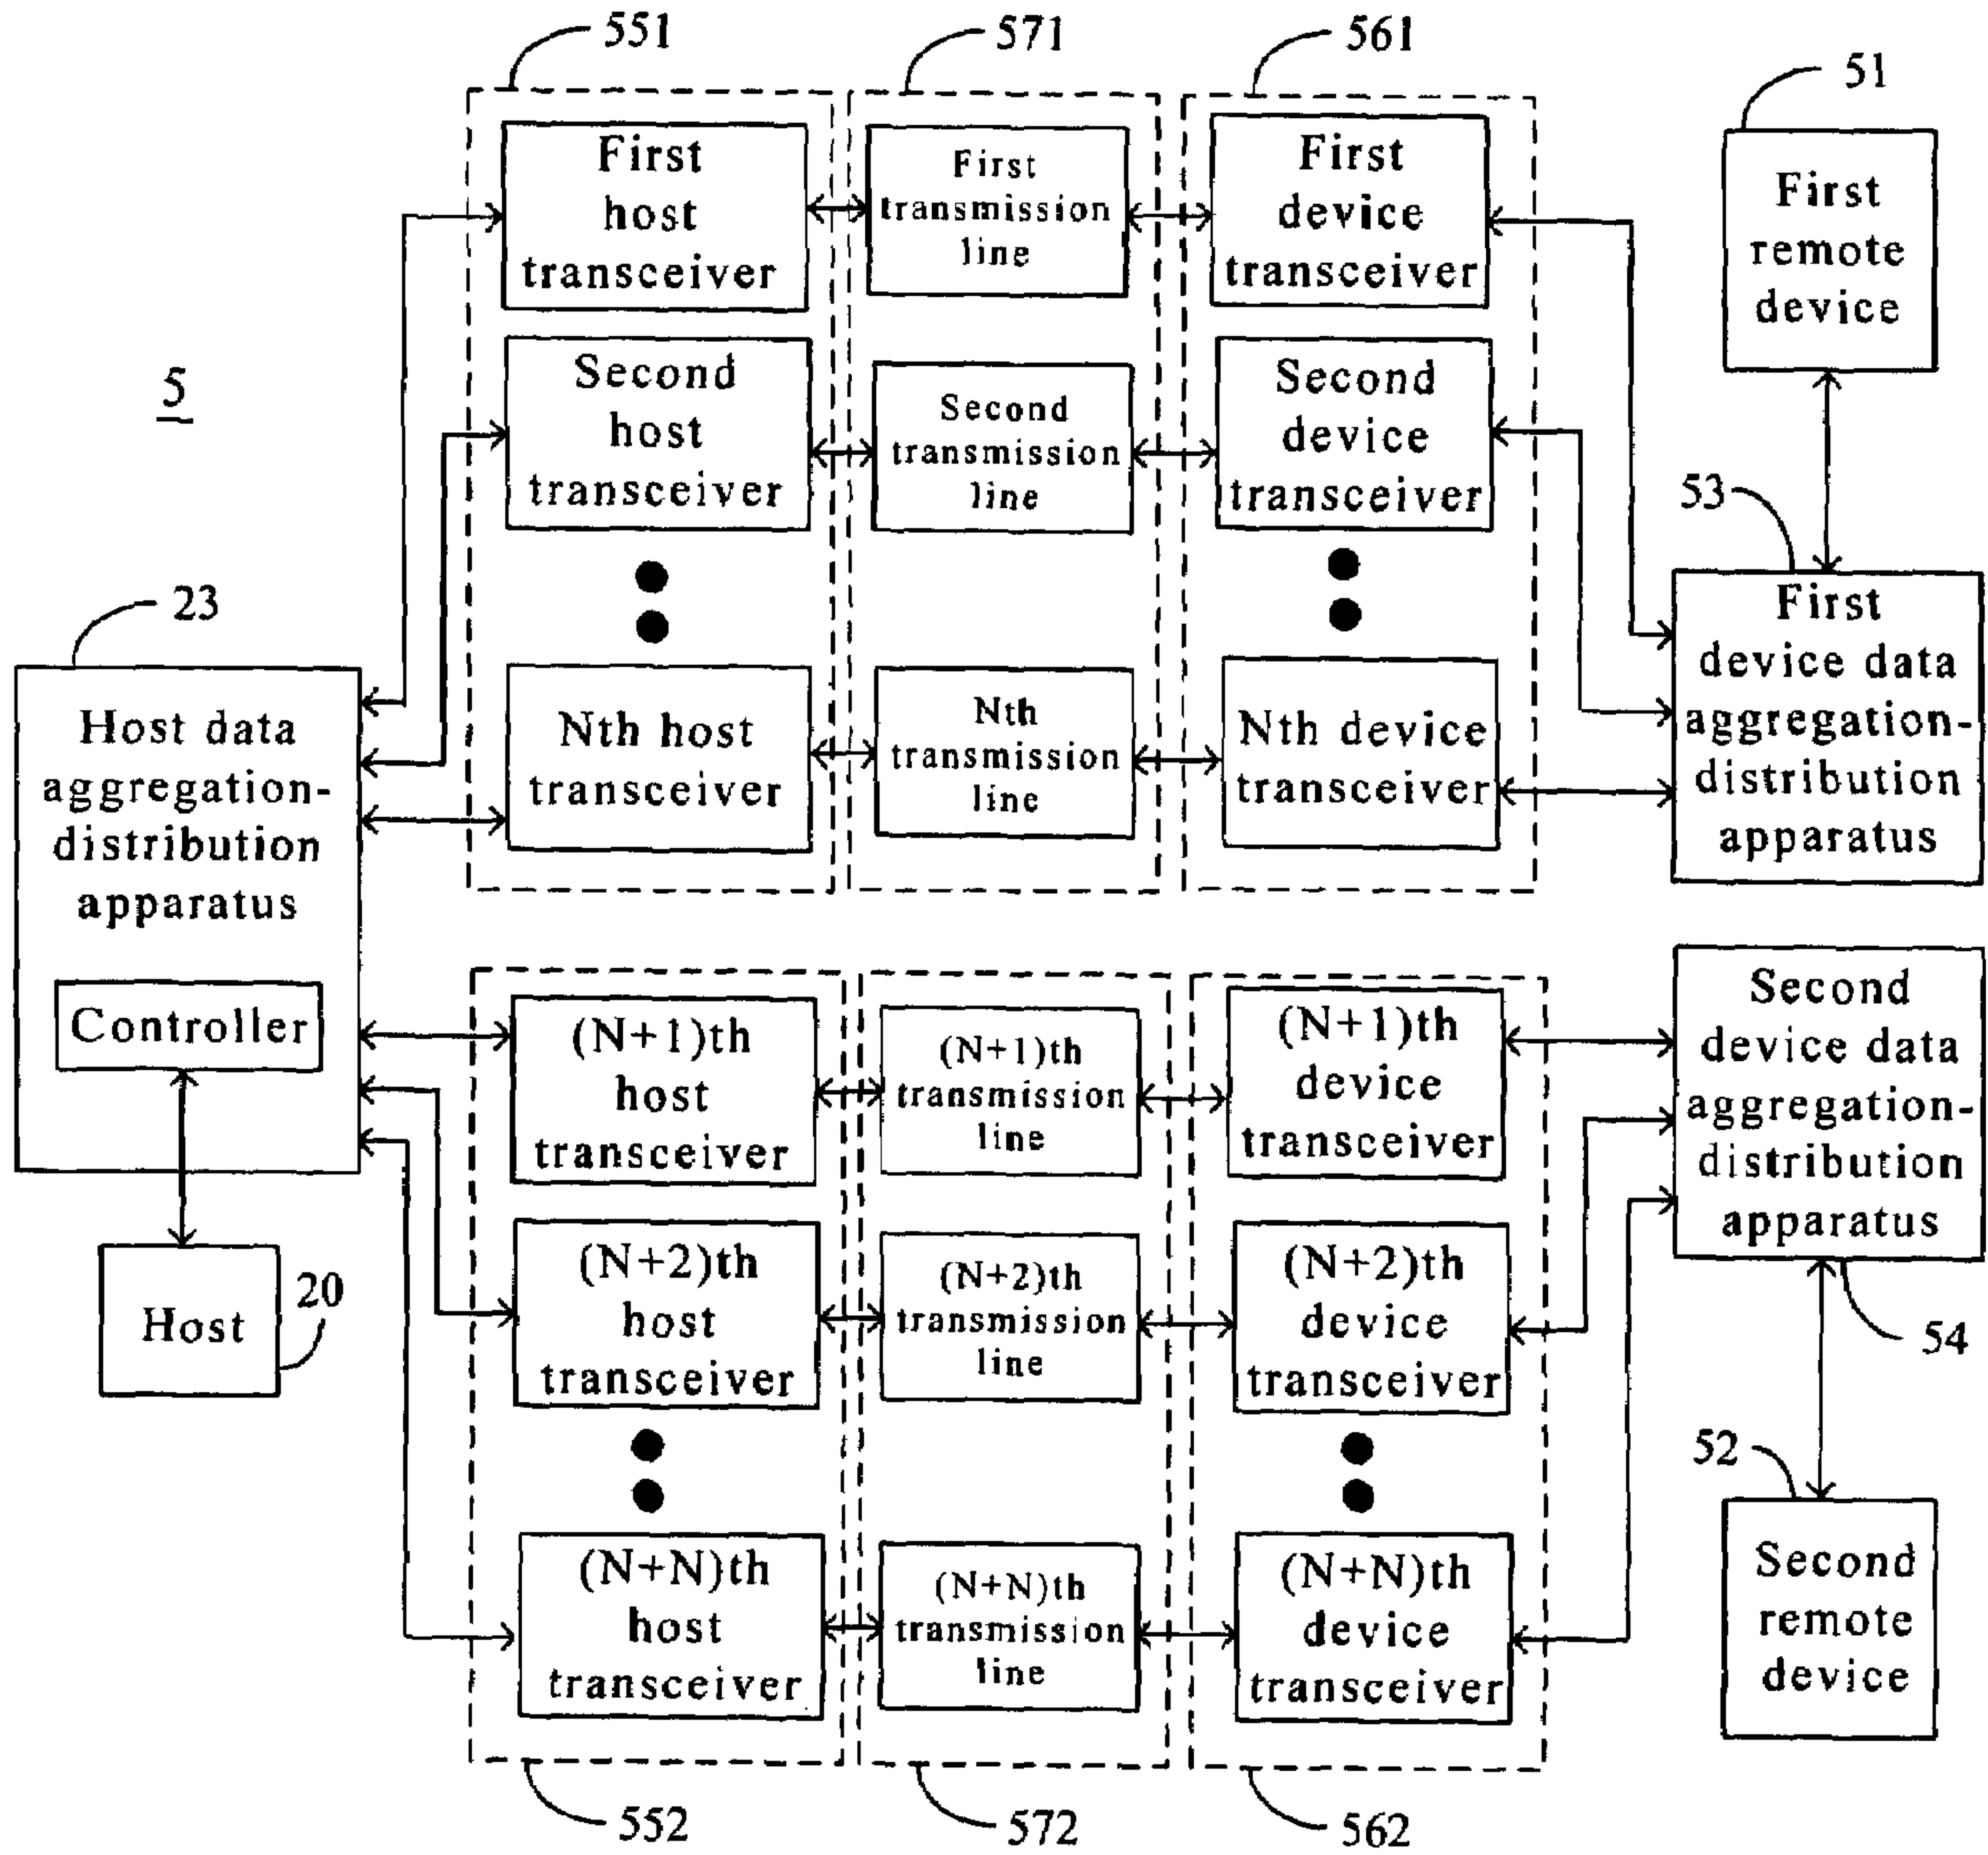 551
571
561
51
First
host
transceiver
First
transmission
line
First
device
transceiver
First
remote
device
5
Second
host
transceiver
Second
transmission
line
Second
device
transceiver
53
23
Host data
aggregation-
distribution
apparatus
Controller
Nth host
transceiver
Nth
transmission
line
Nth device
transceiver
First
device data
aggregation-
distribution
apparatus
(N+1)th
host
transceiver
(N+1)th
transmission
line
(N+1)th
device
transceiver
Second
device data
aggregation-
distribution
apparatus
Host
20
(N+2)th
host
transceiver
(N+2)th
transmission
line
(N+2)th
device
transceiver
54
52
(N+N)th
host
transceiver
(N+N)th
transmission
line
(N+N)th
device
transceiver
Second
remote
device
552
572
562